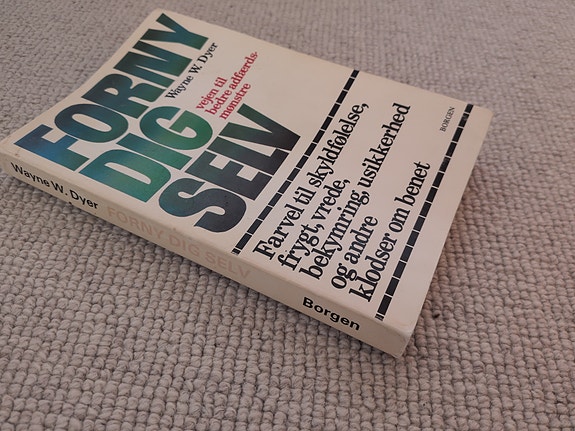 FORNY
DIG
SELV
Wayne W. Dyer
vejen til
bedre adfærds-
mønstre
Farvel til skyldfølelse,
frygt, vrede,
bekymring, usikkerhed
og andre
klodser om benet
BORGEN
Wayne W. Dyer FORNY DIG SELV Borgen